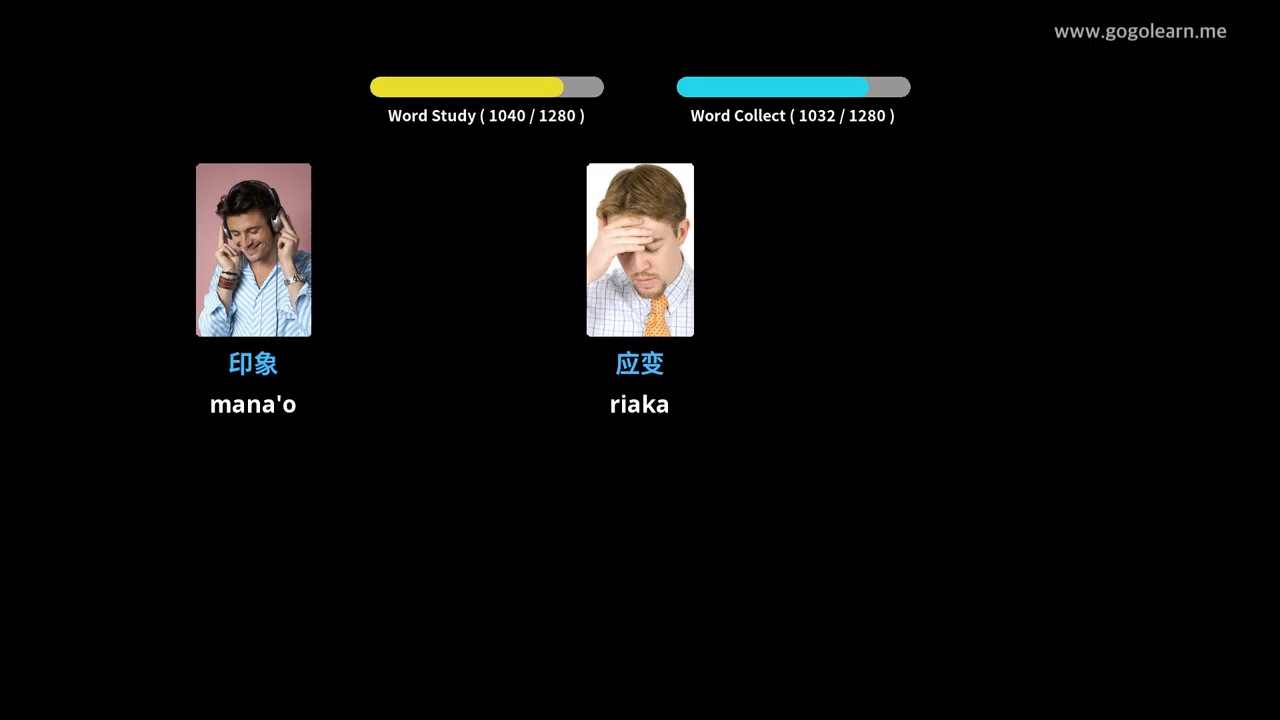 www.gogolearn.me
Word Study ( 1040 / 1280 )
Word Collect ( 1032 / 1280 )
印象
mana'o
应变
riaka